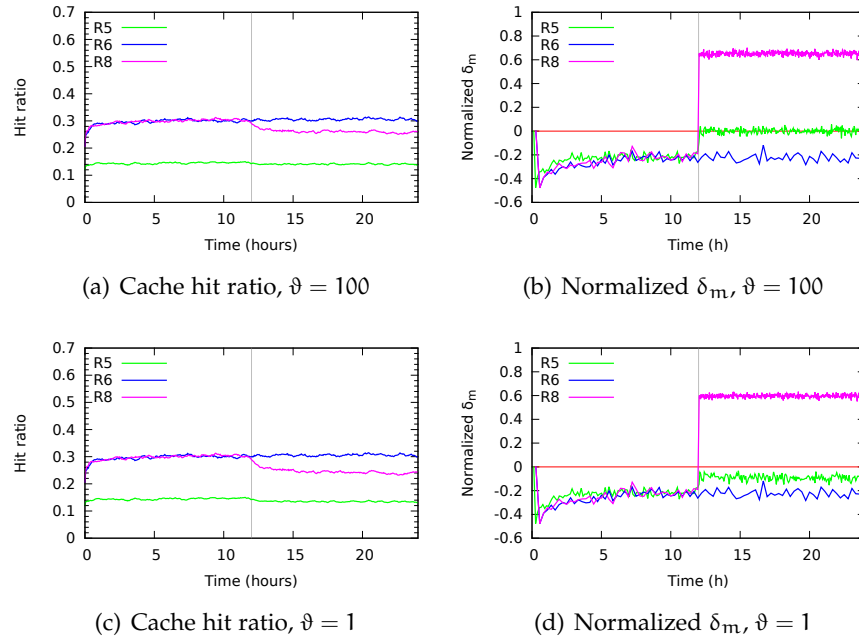 0.7
0.6
0.5
0.4
0.3
0.2
0.1
0
Hit ratio
R5
R6
R8
0 5 10 15 20
Time (hours)
(a) Cache hit ratio, ϑ = 100
1
0.8
0.6
0.4
0.2
0
-0.2
-0.4
-0.6
Normalized δm
R5
R6
R8
0 5 10 15 20
Time (h)
(b) Normalized δm, ϑ = 100
0.7
0.6
0.5
0.4
0.3
0.2
0.1
0
Hit ratio
R5
R6
R8
0 5 10 15 20
Time (hours)
(c) Cache hit ratio, ϑ = 1
1
0.8
0.6
0.4
0.2
0
-0.2
-0.4
-0.6
Normalized δm
R5
R6
R8
0 5 10 15 20
Time (h)
(d) Normalized δm, ϑ = 1